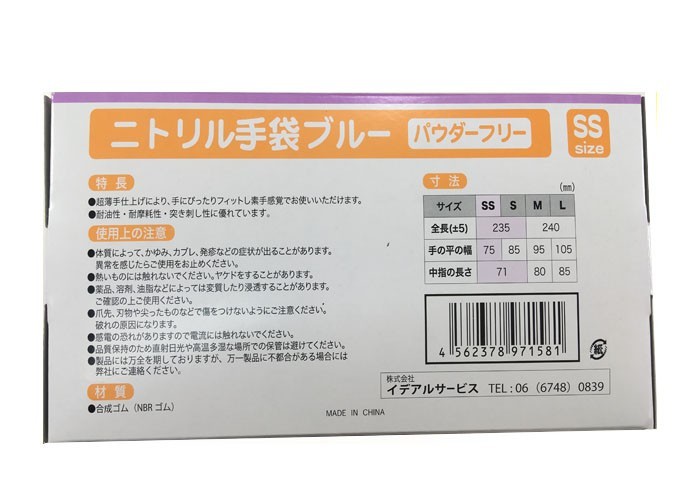 ニトリル手袋ブルー パウダーフリー SS size
特長
●超薄手仕上げにより、手にぴったりフィットし素手感覚でお使いいただけます。
●耐油性・耐摩耗性・突き刺し性に優れています。
使用上の注意
●体質によって、かゆみ、カブレ、発疹などの症状が出ることがあります。
異常を感じたらご使用をお止めください。
●熱いものには触れないでください。ヤケドをすることがあります。
●薬品、溶剤、油脂などによっては変質したり浸透することがあります。
ご確認の上ご使用ください。
●爪先、刃物や尖ったものなどで傷をつけないようにご注意ください。
破れの原因になります。
●感電の恐れがありますので電流には触れないでください。
●品質保持のため直射日光や高温多湿な場所での保管は避けてください。
●製品には万全を期しておりますが、万一製品に不都合がある場合には
弊社にご連絡ください。
材質
●合成ゴム（NBR ゴム）
MADE IN CHINA
寸法
(mm)
サイズ SS S M L
全長(±5) 235 240
手の平の幅 75 85 95 105
中指の長さ 71 80 85
4 562378 971581
紙
株式会社
イデアルサービス TEL : 06 (6748) 0839